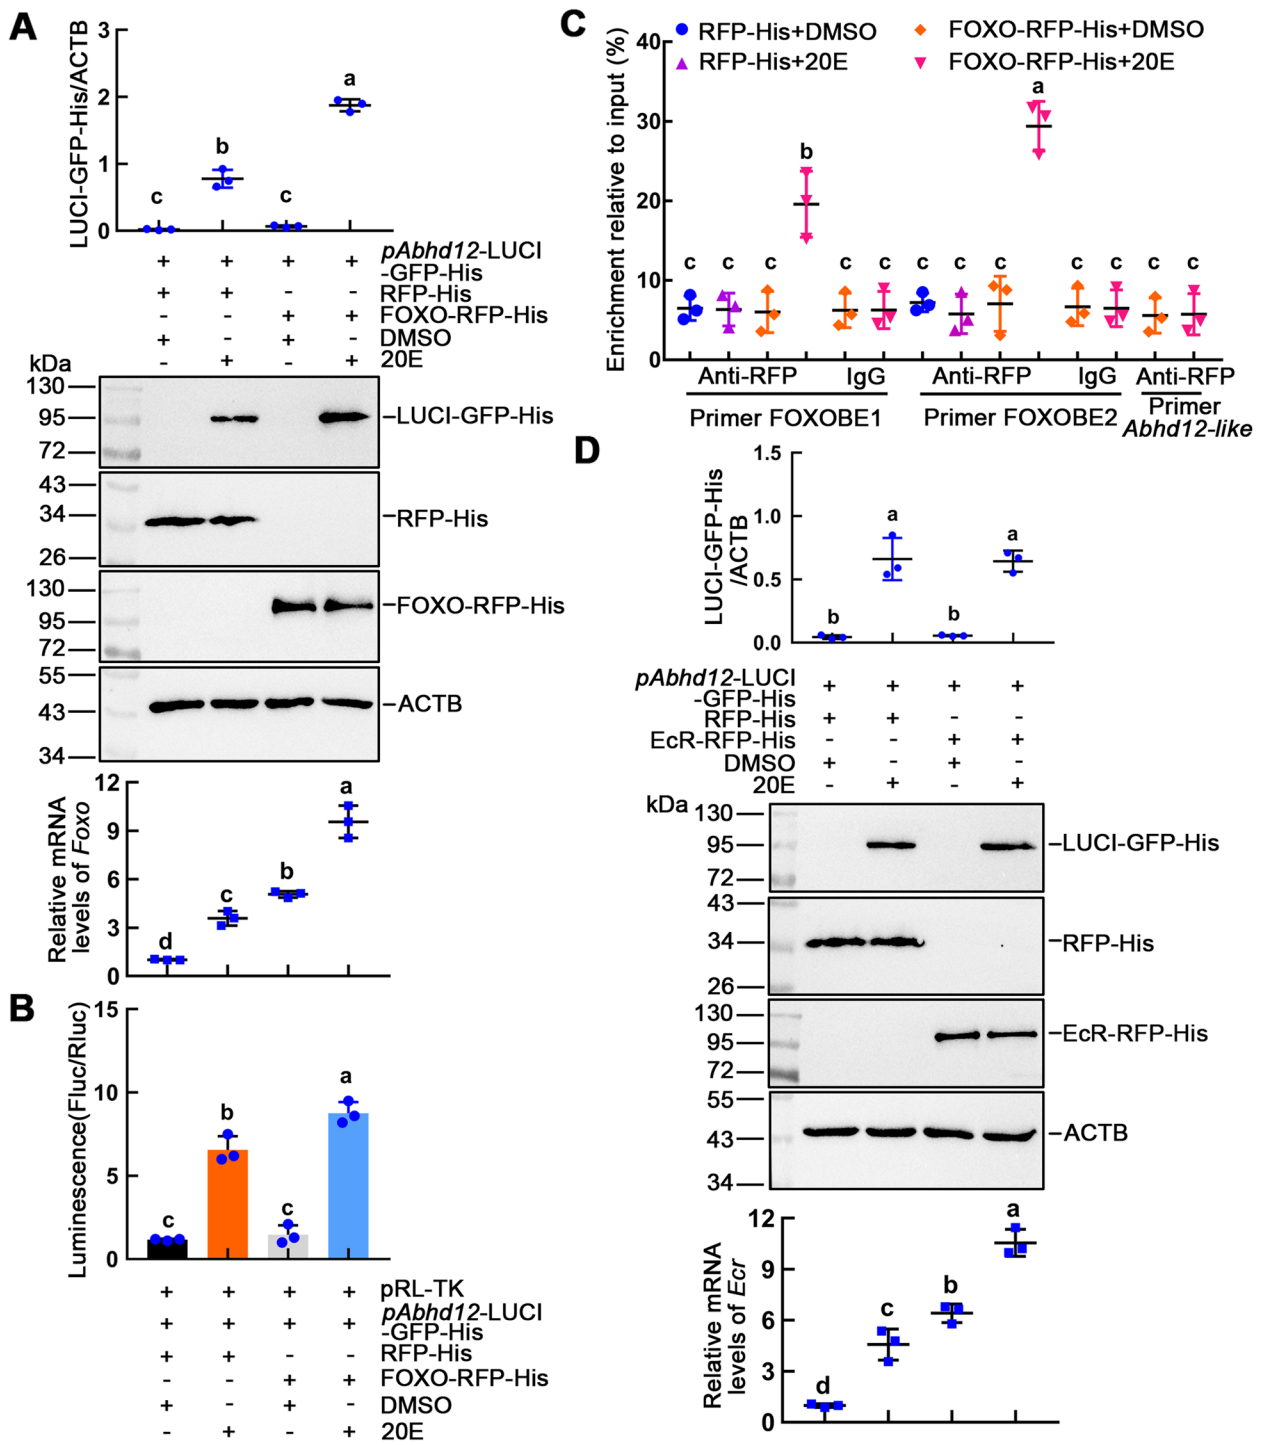 A
LUCI-GFP-His/ACTB
3
2
1
0
c
b
c
a
+ + + + pAbhd12-LUCI
-GFP-His
+ + - - RFP-His
- - + + FOXO-RFP-His
+ - + - DMSO
- + - + 20E
kDa
130
95
72
LUCI-GFP-His
43
34
26
RFP-His
130
95
72
FOXO-RFP-His
55
43
34
ACTB
Relative mRNA
levels of Foxo
12
9
6
3
0
d
c
b
a
B
Luminescence(Fluc/Rluc)
15
10
5
0
c
b
c
a
+ + + + pRL-TK
+ + + + pAbhd12-LUCI
-GFP-His
+ + - - RFP-His
- - + + FOXO-RFP-His
+ - + - DMSO
- + - + 20E
C
Enrichment relative to input (%)
40
30
20
10
0
RFP-His+DMSO
RFP-His+20E
FOXO-RFP-His+DMSO
FOXO-RFP-His+20E
c c c b c c c c c a c c c c
Anti-RFP IgG Anti-RFP IgG Anti-RFP
Primer FOXOBE1 Primer FOXOBE2 Primer
Abhd12-like
D
LUCI-GFP-His
/ACTB
1.5
1.0
0.5
0.0
b
a
b
a
pAbhd12-LUCI + + + +
-GFP-His
RFP-His + + - -
EcR-RFP-His - - + +
DMSO + - + -
20E - + - +
kDa
130
95
72
LUCI-GFP-His
43
34
26
RFP-His
130
95
72
EcR-RFP-His
55
43
34
ACTB
Relative mRNA
levels of Ecr
12
9
6
3
0
d
c
b
a